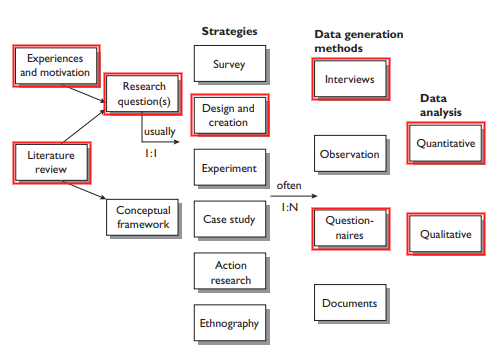 Experiences
and motivation
Literature
review
Research
question(s)
usually
1:1
Conceptual
framework
Strategies
Survey
Design and
creation
Experiment
Case study
Action
research
Ethnography
often
1:N
Data generation
methods
Interviews
Observation
Question-
naires
Documents
Data
analysis
Quantitative
Qualitative